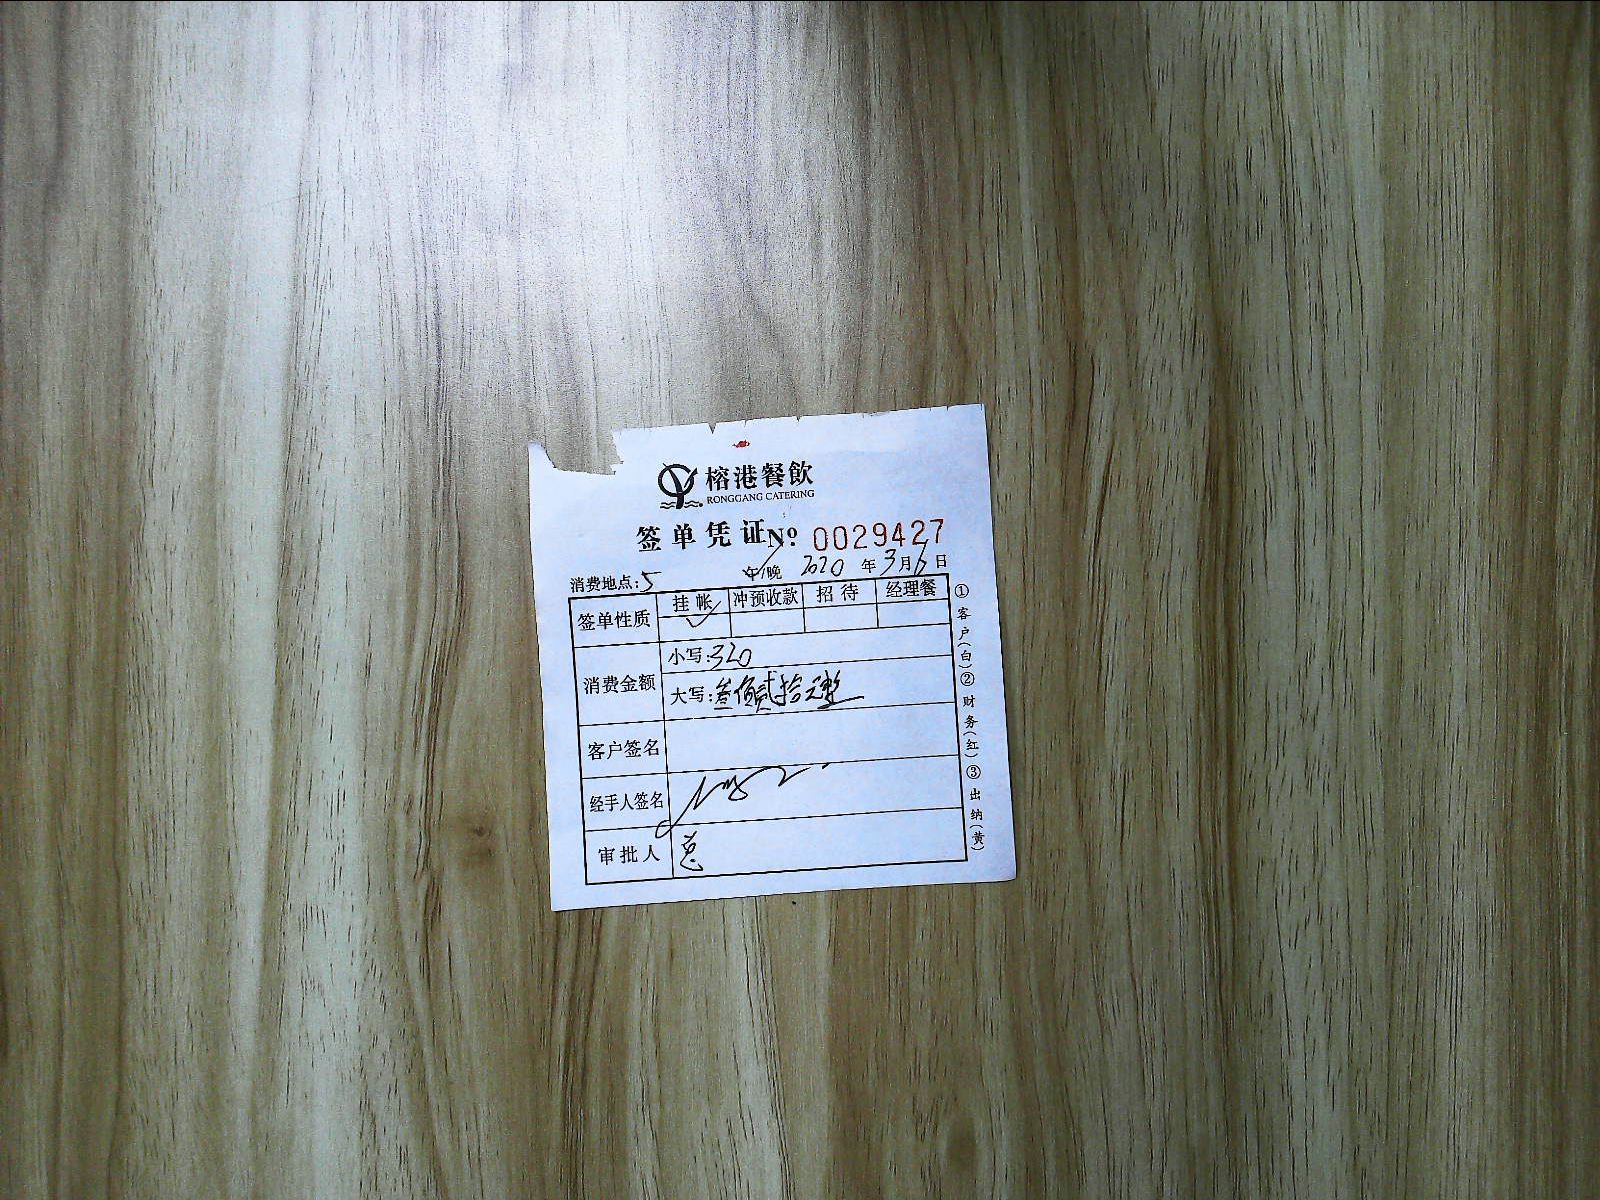 榕港餐飲
RONGGANG CATERING
签单凭证 Nº 0029427
消费地点:5 午/晚 2020 年 3 月 6 日
签单性质 挂帐 冲预收款 招待 经理餐
✓
消费金额 小写:320
大写:叁佰贰拾元整
客户签名
经手人签名
审批人
①客户(白)②财务(红)③出纳(黄)